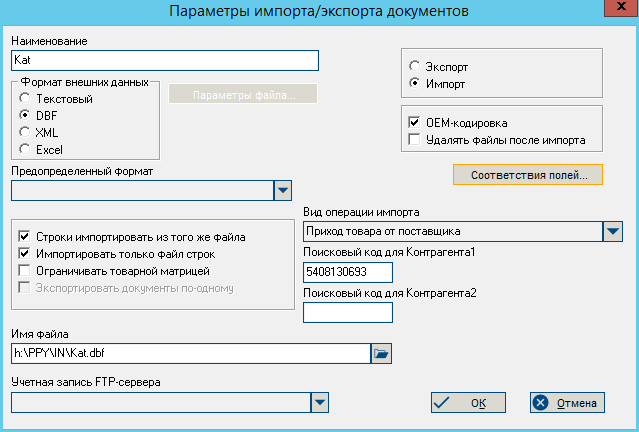 Параметры импорта/экспорта документов
x
Наименование
Kat
Формат внешних данных
Текстовый
DBF
XML
Excel
Параметры файла...
Экспорт
Импорт
OEM-кодировка
Удалять файлы после импорта
Соответствия полей...
Предопределенный формат
Строки импортировать из того же файла
Импортировать только файл строк
Ограничивать товарной матрицей
Экспортировать документы по-одному
Вид операции импорта
Приход товара от поставщика
Поисковый код для Контрагента1
5408130693
Поисковый код для Контрагента2
Имя файла
h:\PPY\IN\Kat.dbf
Учетная запись FTP-сервера
OK
Отмена